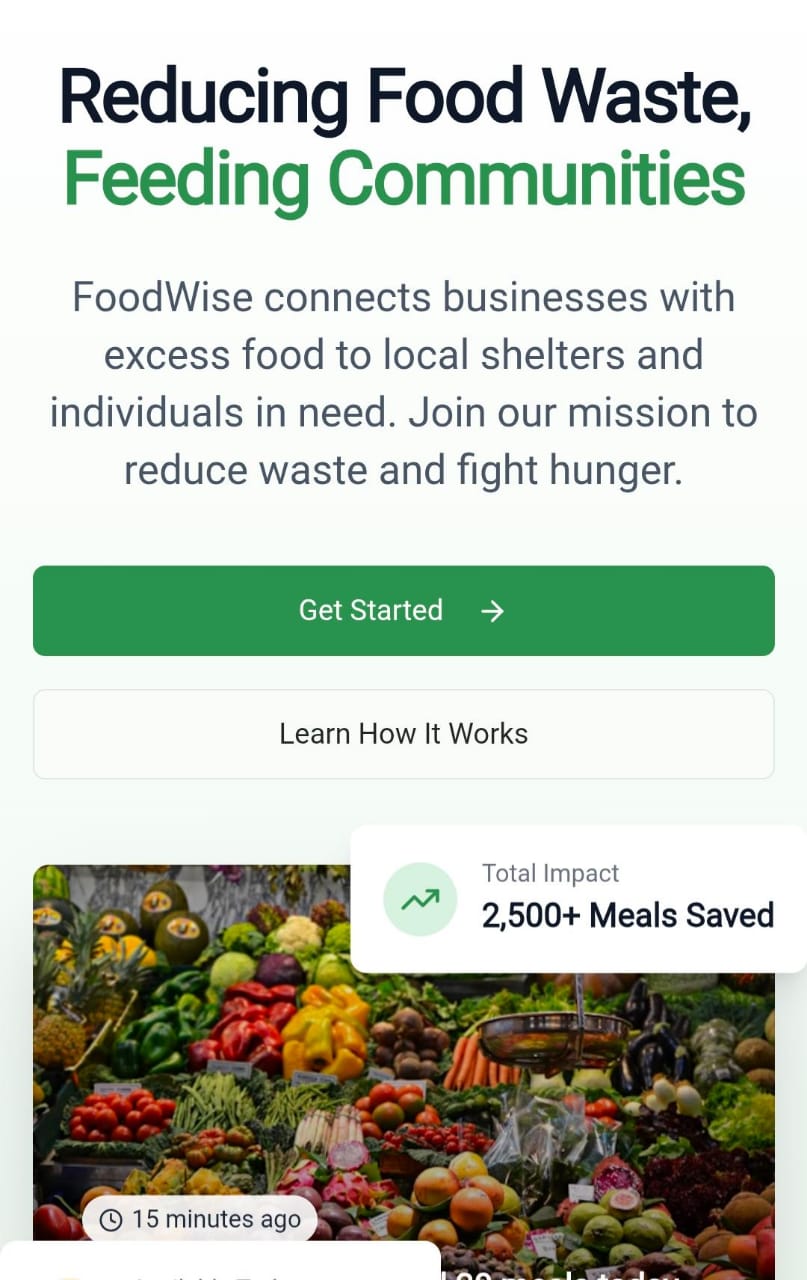 Reducing Food Waste,
Feeding Communities
FoodWise connects businesses with
excess food to local shelters and
individuals in need. Join our mission to
reduce waste and fight hunger.
Get Started →
Learn How It Works
Total Impact
2,500+ Meals Saved
15 minutes ago
meals today